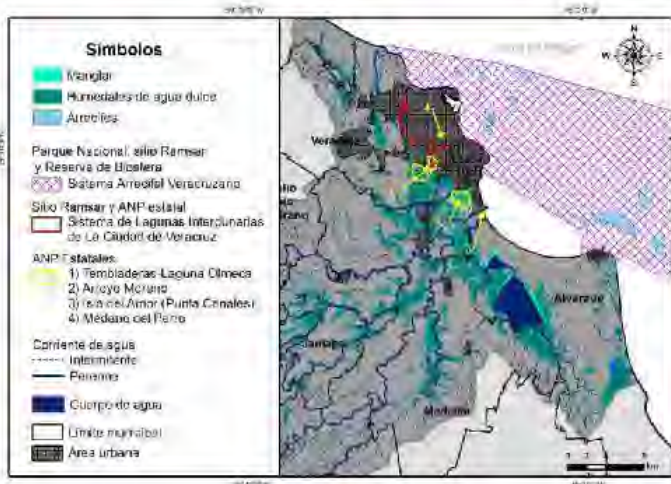 Símbolos
Manglar
Humedales de agua dulce
Arrecifes
Parque Nacional, sitio Ramsar
y Reserva de Biosfera
Sistema Arrecifal Veracruzano
Sitio Ramsar y ANP estatal
Sistema de Lagunas Interdunarias
de La Ciudad de Veracruz
ANP Estatales
1) Tembladeras-Laguna Olmeca
2) Arroyo Moreno
3) Isla del Amor (Punta Canales)
4) Médano del Perro
Corriente de agua
Intermitente
Perenne
Cuerpo de agua
Límite municipal
Área urbana
N
W
E
S
Veracruz
Alvarado
Jamapa
Medellín
km